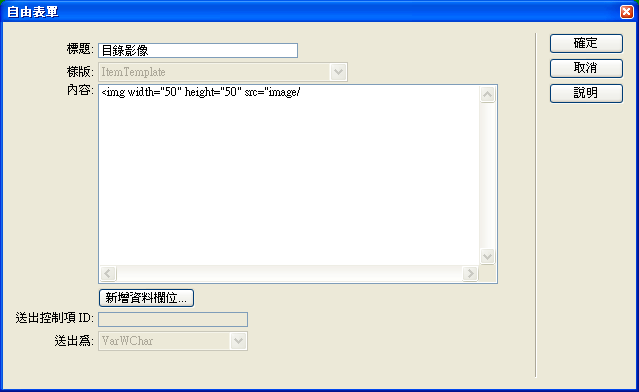 自由表單
標題: 目錄影像
樣版: ItemTemplate
內容: <img width="50" height="50" src="image/
新增資料欄位...
送出控制項 ID:
送出為: VarWChar
確定
取消
說明